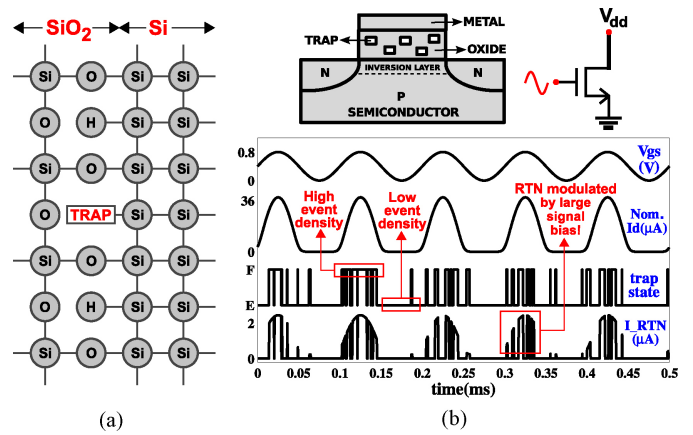 SiO2 Si
Si O Si Si
O H Si Si
Si O Si Si
O TRAP Si Si
Si O Si Si
O H Si Si
Si O Si Si
(a)
METAL
TRAP
OXIDE
INVERSION LAYER
N N
P
SEMICONDUCTOR
Vdd
0.8
0
Vgs
(V)
36
0
Nom.
Id(μA)
High
event
density
Low
event
density
RTN modulated
by large
signal
bias!
F
E
trap
state
2
0
I_RTN
(μA)
0 0.05 0.1 0.15 0.2 0.25 0.3 0.35 0.4 0.45 0.5
time(ms)
(b)